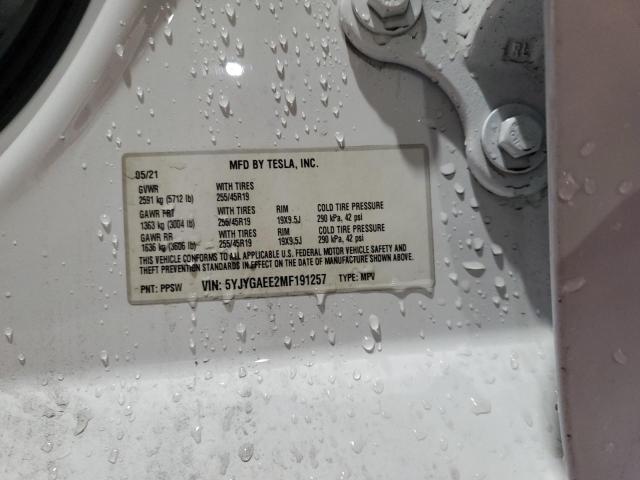 RL
05/21
MFD BY TESLA, INC.
GVWR WITH TIRES
2591 kg (5712 lb) 255/45R19
GAWR FRT WITH TIRES RIM COLD TIRE PRESSURE
1363 kg (3004 lb) 255/45R19 19X9.5J 290 kPa, 42 psi
GAWR RR WITH TIRES RIM COLD TIRE PRESSURE
1636 kg (3606 lb) 255/45R19 19X9.5J 290 kPa, 42 psi
THIS VEHICLE CONFORMS TO ALL APPLICABLE U.S. FEDERAL MOTOR VEHICLE SAFETY AND
THEFT PREVENTION STANDARDS IN EFFECT ON THE DATE OF MANUFACTURE SHOWN ABOVE.
PNT: PPSW VIN: 5YJYGAEE2MF191257 TYPE: MPV